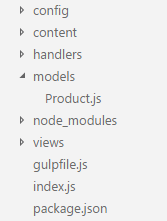 config
content
handlers
models
Product.js
node_modules
views
gulpfile.js
index.js
package.json